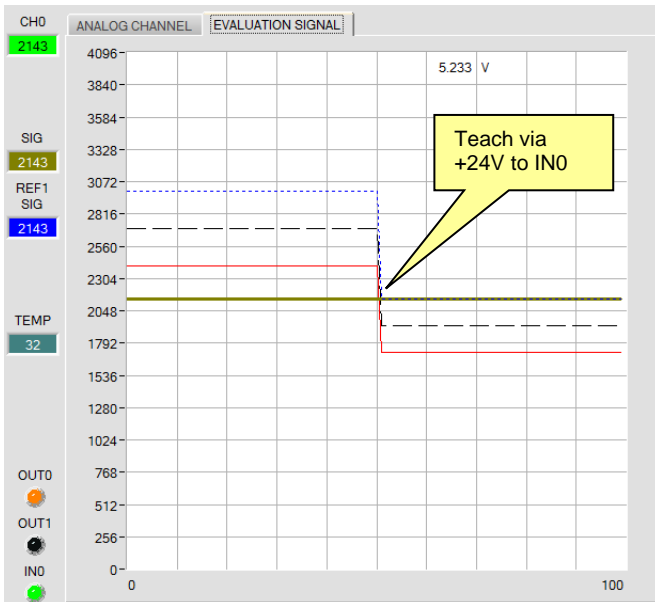 CH0
2143
SIG
2143
REF1
SIG
2143
TEMP
32
OUT0
OUT1
IN0
ANALOG CHANNEL
EVALUATION SIGNAL
5.233 V
Teach via
+24V to IN0
4096
3840
3584
3328
3072
2816
2560
2304
2048
1792
1536
1280
1024
768
512
256
0
0
100